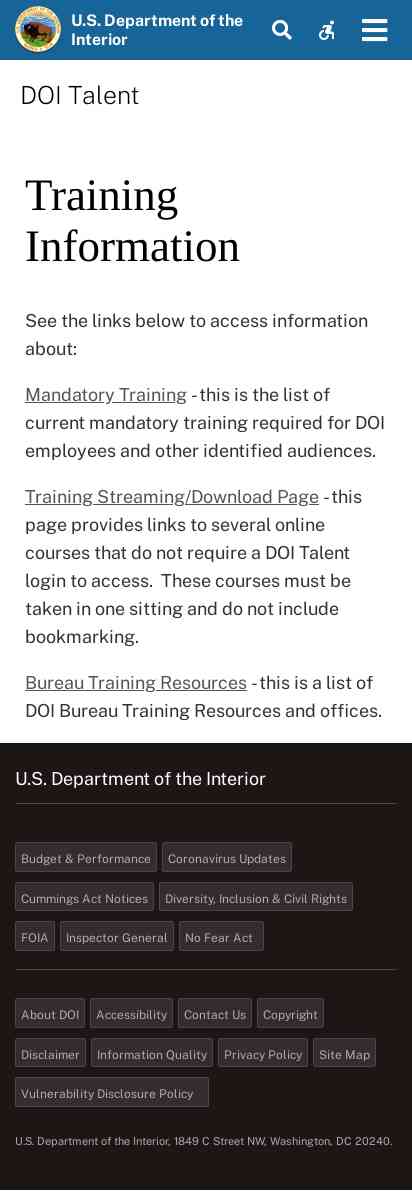 U.S. Department of the
Interior
DOI Talent
Training
Information
See the links below to access information
about:
Mandatory Training - this is the list of
current mandatory training required for DOI
employees and other identified audiences.
Training Streaming/Download Page - this
page provides links to several online
courses that do not require a DOI Talent
login to access.  These courses must be
taken in one sitting and do not include
bookmarking.
Bureau Training Resources - this is a list of
DOI Bureau Training Resources and offices.
U.S. Department of the Interior
Budget & Performance Coronavirus Updates
Cummings Act Notices Diversity, Inclusion & Civil Rights
FOIA Inspector General No Fear Act
About DOI Accessibility Contact Us Copyright
Disclaimer Information Quality Privacy Policy Site Map
Vulnerability Disclosure Policy
U.S. Department of the Interior, 1849 C Street NW, Washington, DC 20240.